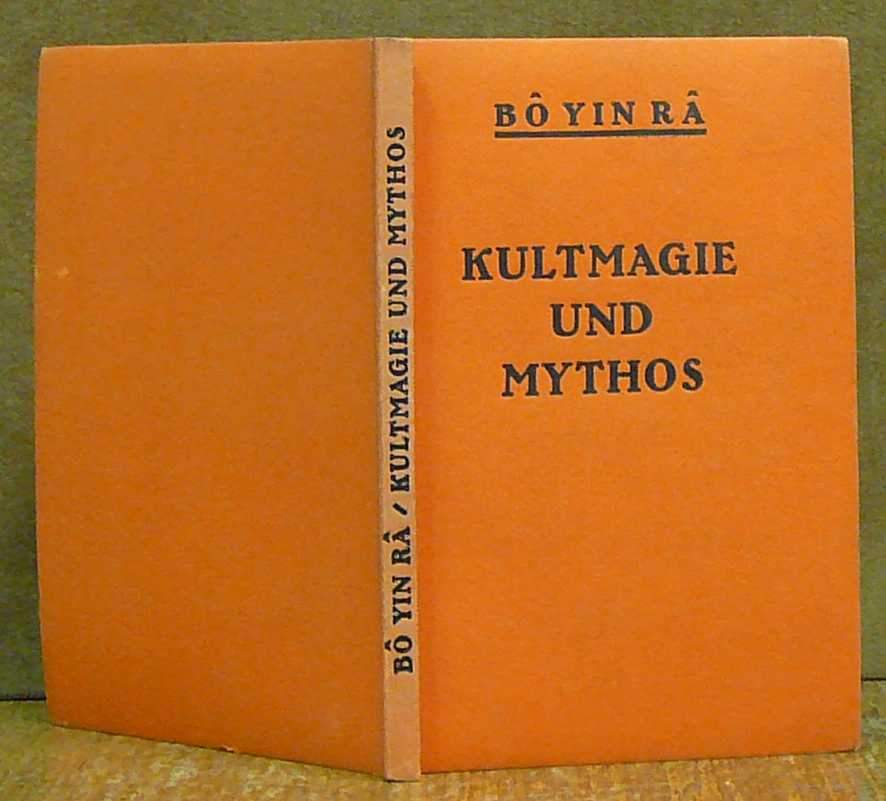 BÔ YIN RÂ / KULTMAGIE UND MYTHOS
BÔ YIN RÂ
KULTMAGIE
UND
MYTHOS